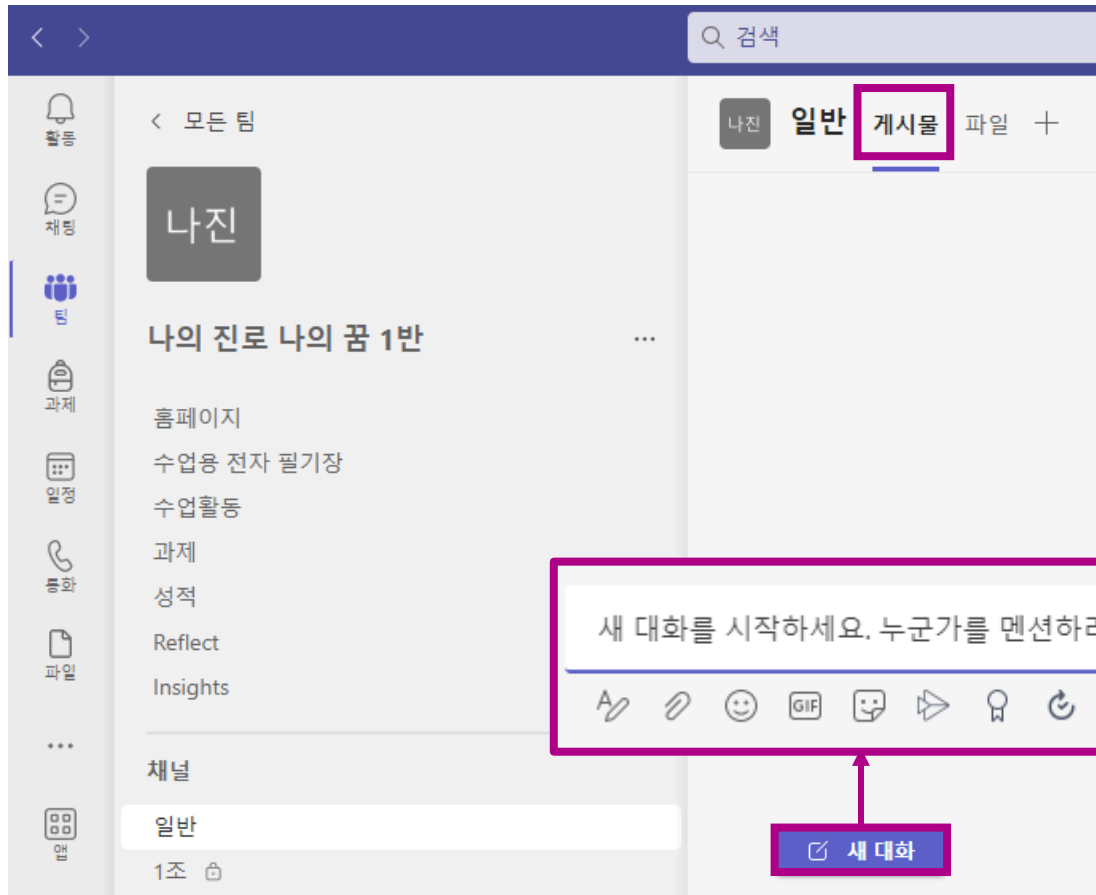 검색
활동
채팅
팀
과제
일정
통화
파일
앱
모든 팀
나진
나의 진로 나의 꿈 1반
홈페이지
수업용 전자 필기장
수업활동
과제
성적
Reflect
Insights
채널
일반
1조
나진 일반 게시물 파일
새 대화를 시작하세요. 누군가를 멘션하
GIF
새 대화